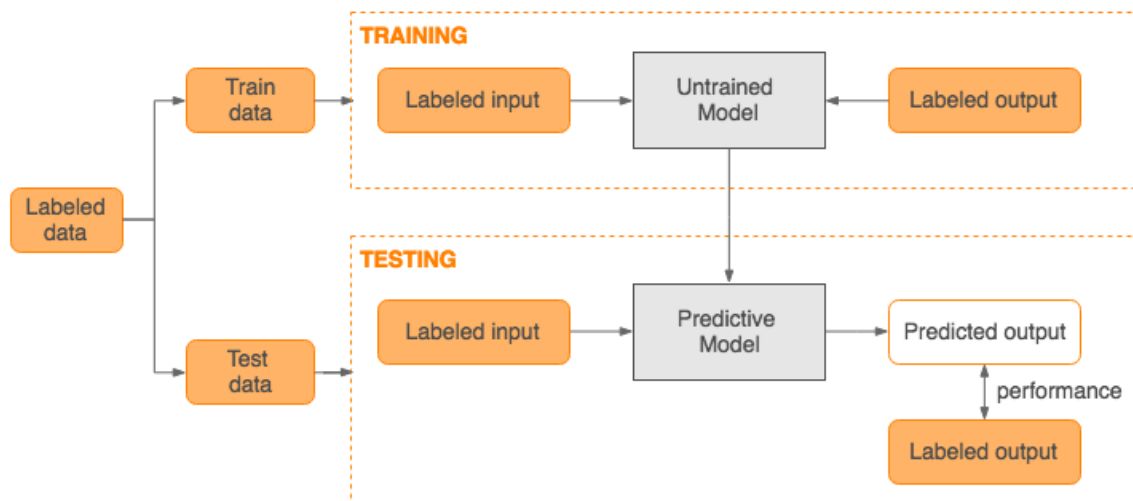 TRAINING
Train
data
Labeled input
Untrained
Model
Labeled output
Labeled
data
TESTING
Labeled input
Predictive
Model
Predicted output
Test
data
performance
Labeled output